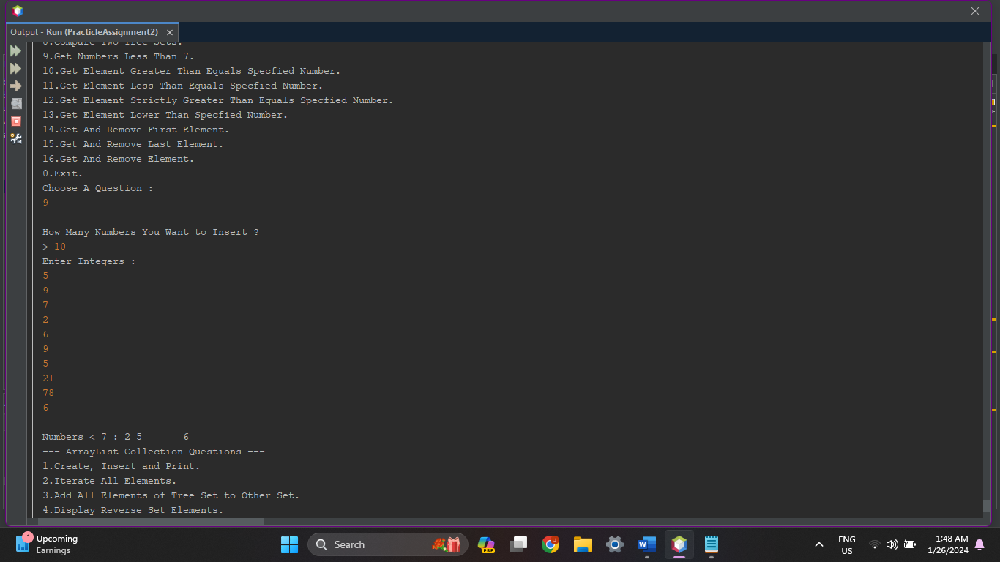 Output - Run (PracticleAssignment2) ×
8.Compare Two Tree Sets.
9.Get Numbers Less Than 7.
10.Get Element Greater Than Equals Specfied Number.
11.Get Element Less Than Equals Specfied Number.
12.Get Element Strictly Greater Than Equals Specfied Number.
13.Get Element Lower Than Specfied Number.
14.Get And Remove First Element.
15.Get And Remove Last Element.
16.Get And Remove Element.
0.Exit.
Choose A Question :
9
How Many Numbers You Want to Insert ?
> 10
Enter Integers :
5
9
7
2
6
9
5
21
78
6
Numbers < 7 : 2 5 6
--- ArrayList Collection Questions ---
1.Create, Insert and Print.
2.Iterate All Elements.
3.Add All Elements of Tree Set to Other Set.
4.Display Reverse Set Elements.
1
Upcoming
Earnings
Search
PRE
W
ENG
US
1:48 AM
1/26/2024